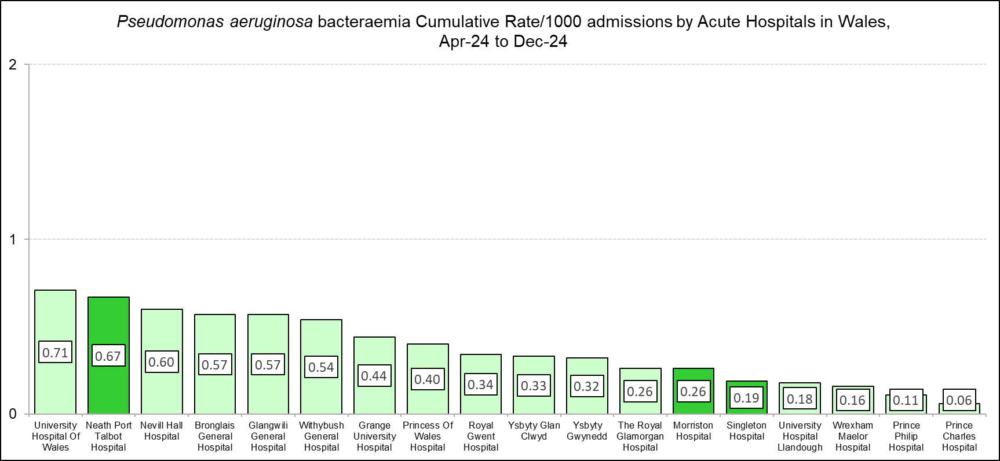 Pseudomonas aeruginosa bacteraemia Cumulative Rate/1000 admissions by Acute Hospitals in Wales,
Apr-24 to Dec-24
2
1
0
0.71
0.67
0.60
0.57
0.57
0.54
0.44
0.40
0.34
0.33
0.32
0.26
0.26
0.19
0.18
0.16
0.11
0.06
University
Hospital Of
Wales
Neath Port
Talbot
Hospital
Nevill Hall
Hospital
Bronglais
General
Hospital
Glangwili
General
Hospital
Withybush
General
Hospital
Grange
University
Hospital
Princess Of
Wales
Hospital
Royal
Gwent
Hospital
Ysbyty Glan
Clwyd
Ysbyty
Gwynedd
The Royal
Glamorgan
Hospital
Morriston
Hospital
Singleton
Hospital
University
Hospital
Llandough
Wrexham
Maelor
Hospital
Prince
Philip
Hospital
Prince
Charles
Hospital